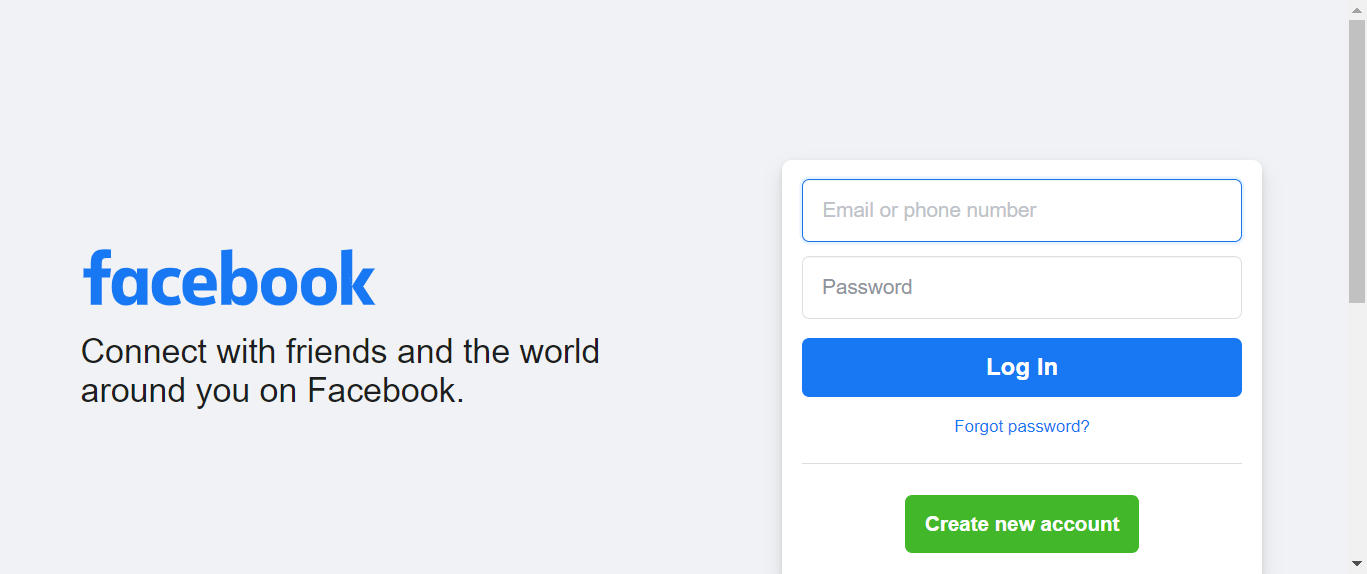 facebook
Connect with friends and the world
around you on Facebook.
Email or phone number
Password
Log In
Forgot password?
Create new account